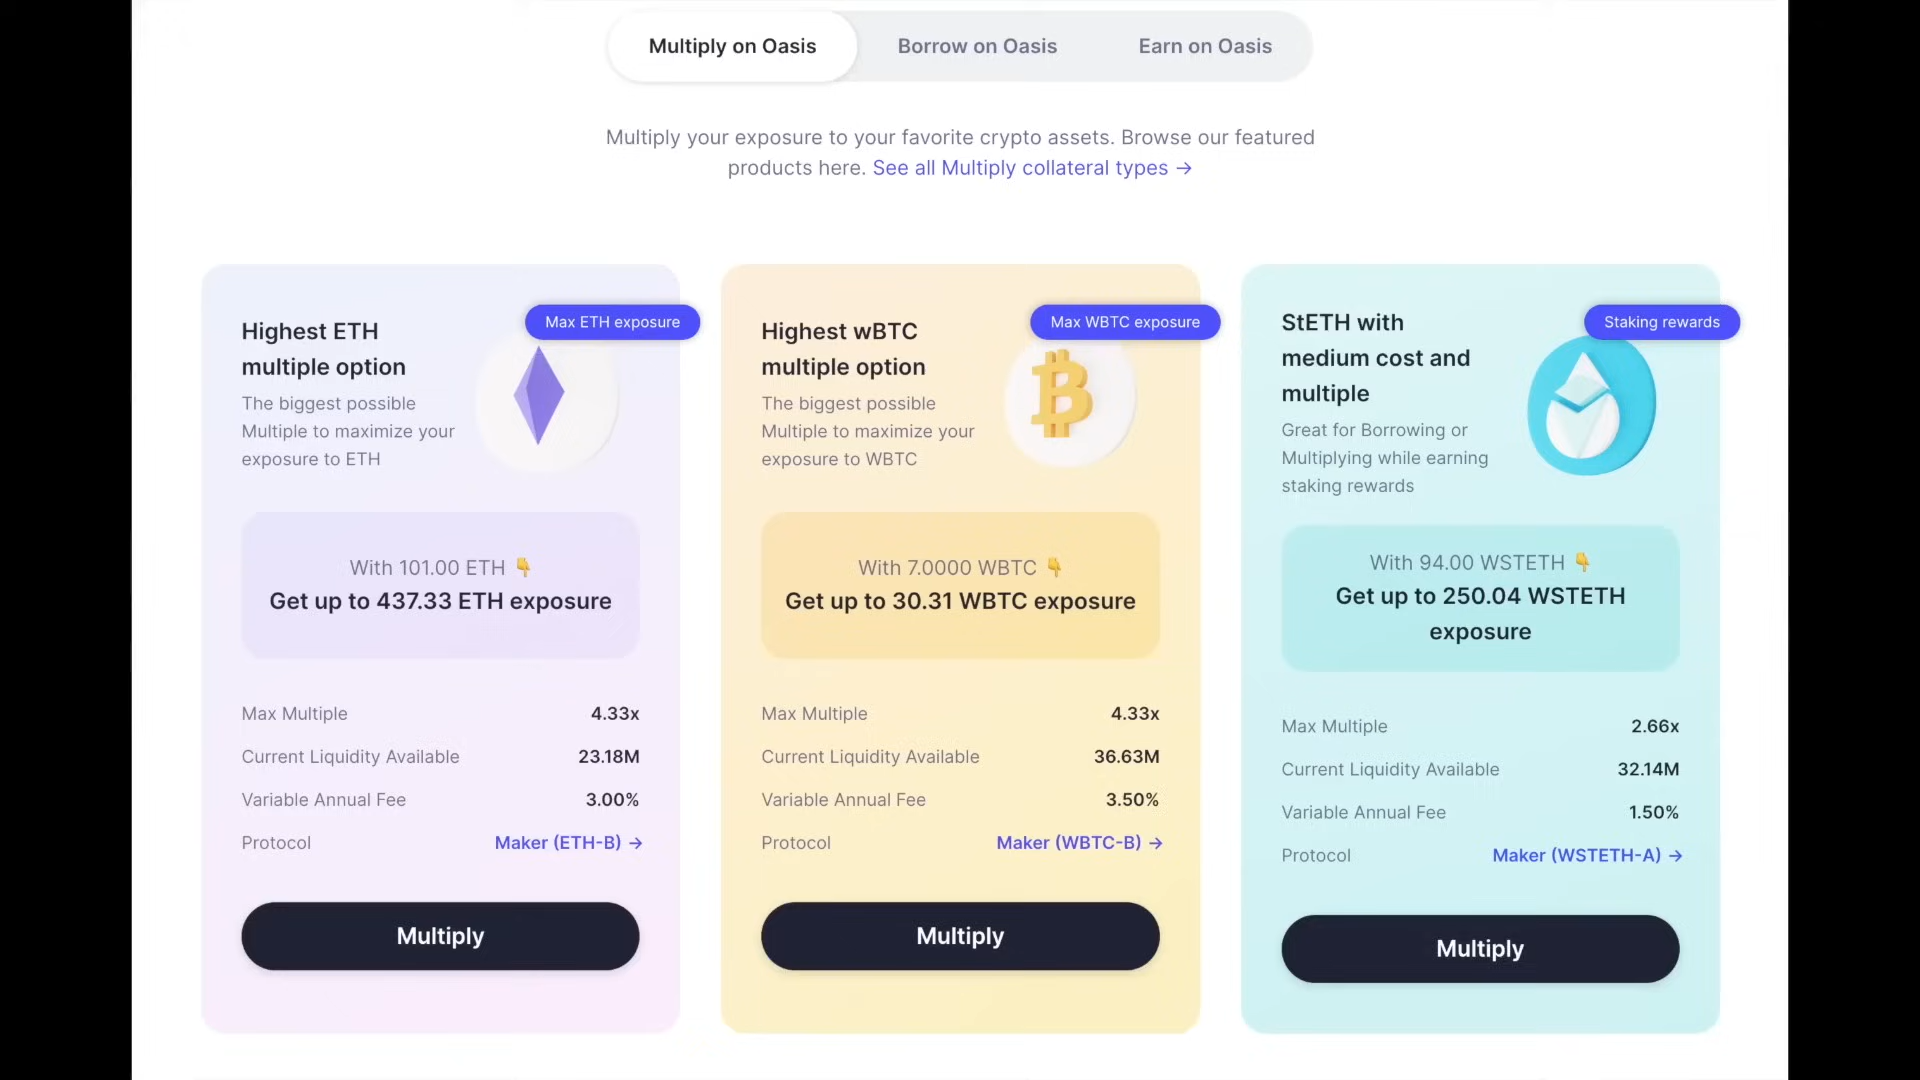 Multiply on Oasis
Borrow on Oasis
Earn on Oasis
Multiply your exposure to your favorite crypto assets. Browse our featured
products here. See all Multiply collateral types →
Max ETH exposure
Highest ETH
multiple option
The biggest possible
Multiple to maximize your
exposure to ETH
With 101.00 ETH 👇
Get up to 437.33 ETH exposure
Max Multiple 4.33x
Current Liquidity Available 23.18M
Variable Annual Fee 3.00%
Protocol Maker (ETH-B) →
Multiply
Max WBTC exposure
Highest wBTC
multiple option
The biggest possible
Multiple to maximize your
exposure to WBTC
With 7.0000 WBTC 👇
Get up to 30.31 WBTC exposure
Max Multiple 4.33x
Current Liquidity Available 36.63M
Variable Annual Fee 3.50%
Protocol Maker (WBTC-B) →
Multiply
Staking rewards
StETH with
medium cost and
multiple
Great for Borrowing or
Multiplying while earning
staking rewards
With 94.00 WSTETH 👇
Get up to 250.04 WSTETH
exposure
Max Multiple 2.66x
Current Liquidity Available 32.14M
Variable Annual Fee 1.50%
Protocol Maker (WSTETH-A) →
Multiply